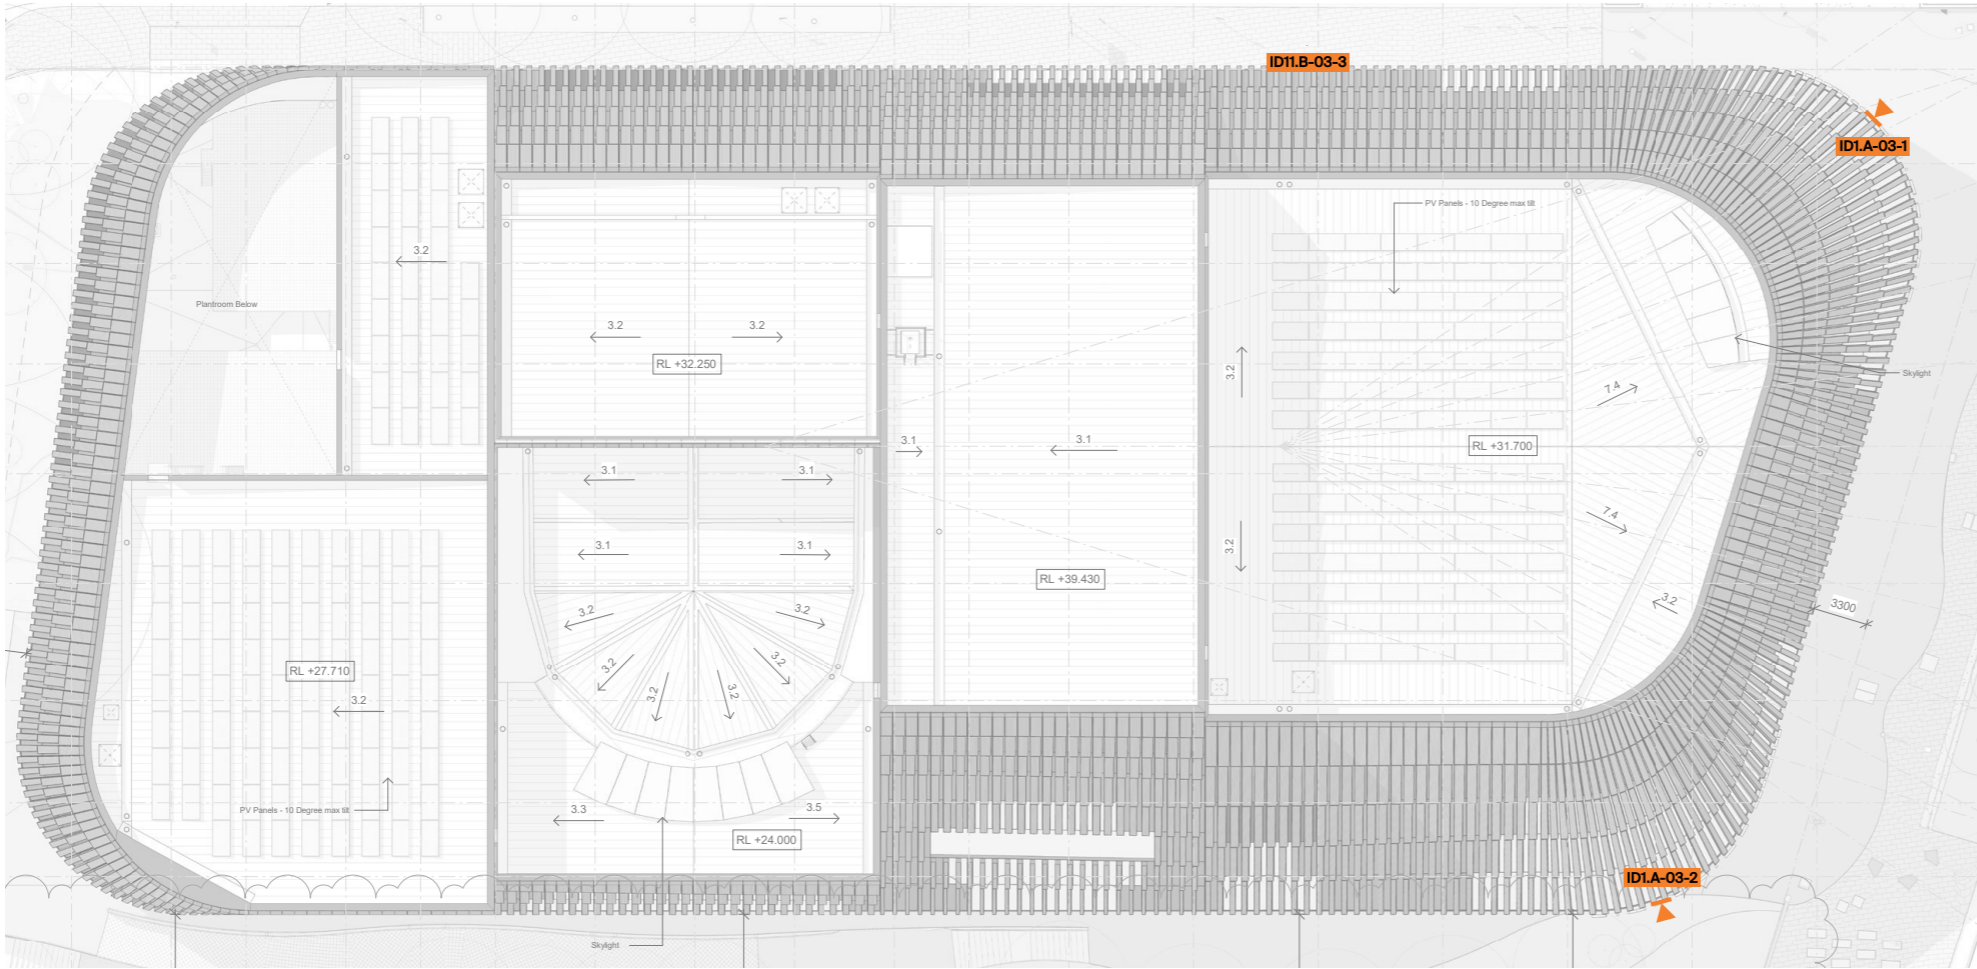 ID11.B-03-3
ID1.A-03-1
PV Panels - 10 Degree max tilt
3.2
Plantroom Below
3.2
3.2
RL +32.250
3.2
Skylight
7.4
3.1
3.1
RL +31.700
3.1
3.1
7.4
3.1
3.1
3.2
RL +39.430
3.2
3.2
3.2
3300
3.2
3.2
RL +27.710
3.2
3.2
3.2
PV Panels - 10 Degree max tilt
3.3
3.5
RL +24.000
ID1.A-03-2
Skylight